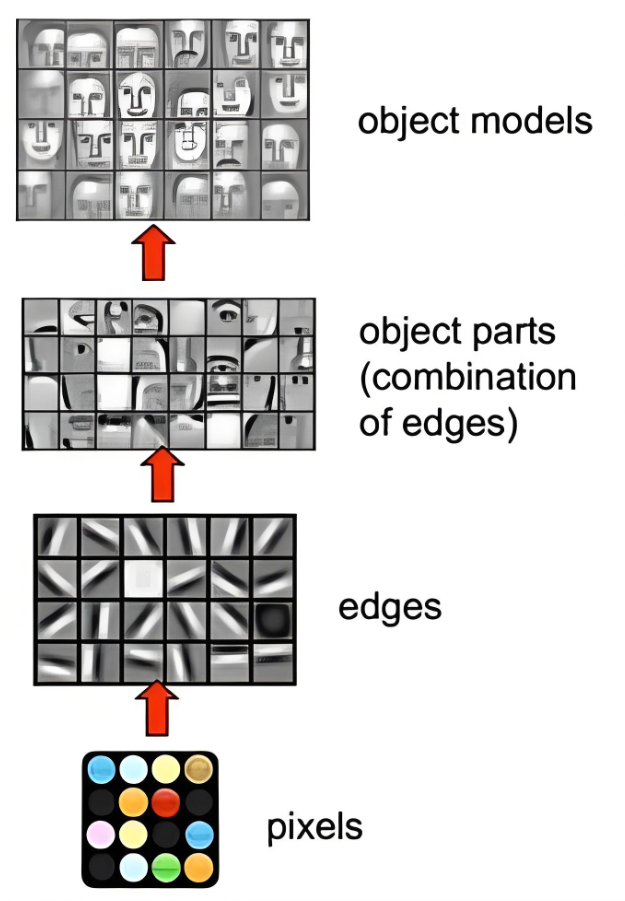 object models
object parts
(combination
of edges)
edges
pixels